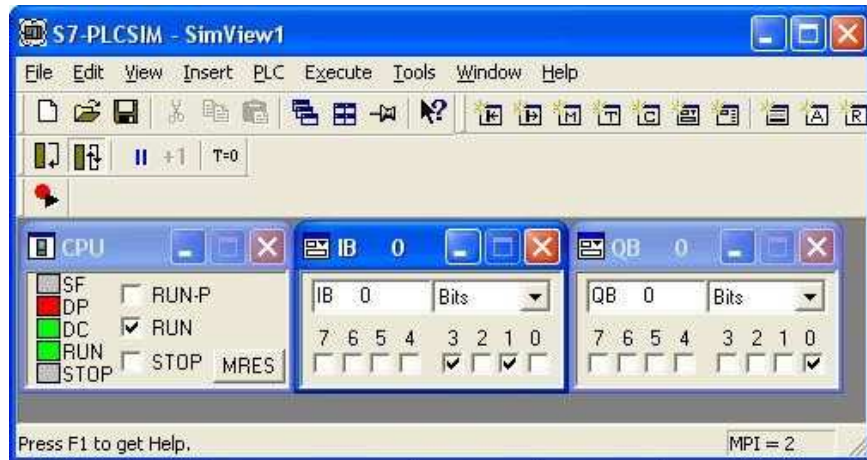 S7-PLCSIM - SimView1
File Edit View Insert PLC Execute Tools Window Help
+1 T=0
CPU
SF
DP
DC
RUN
STOP
RUN-P
RUN
STOP
MRES
IB 0
IB 0 Bits
7 6 5 4 3 2 1 0
QB 0
QB 0 Bits
7 6 5 4 3 2 1 0
Press F1 to get Help.
MPI = 2